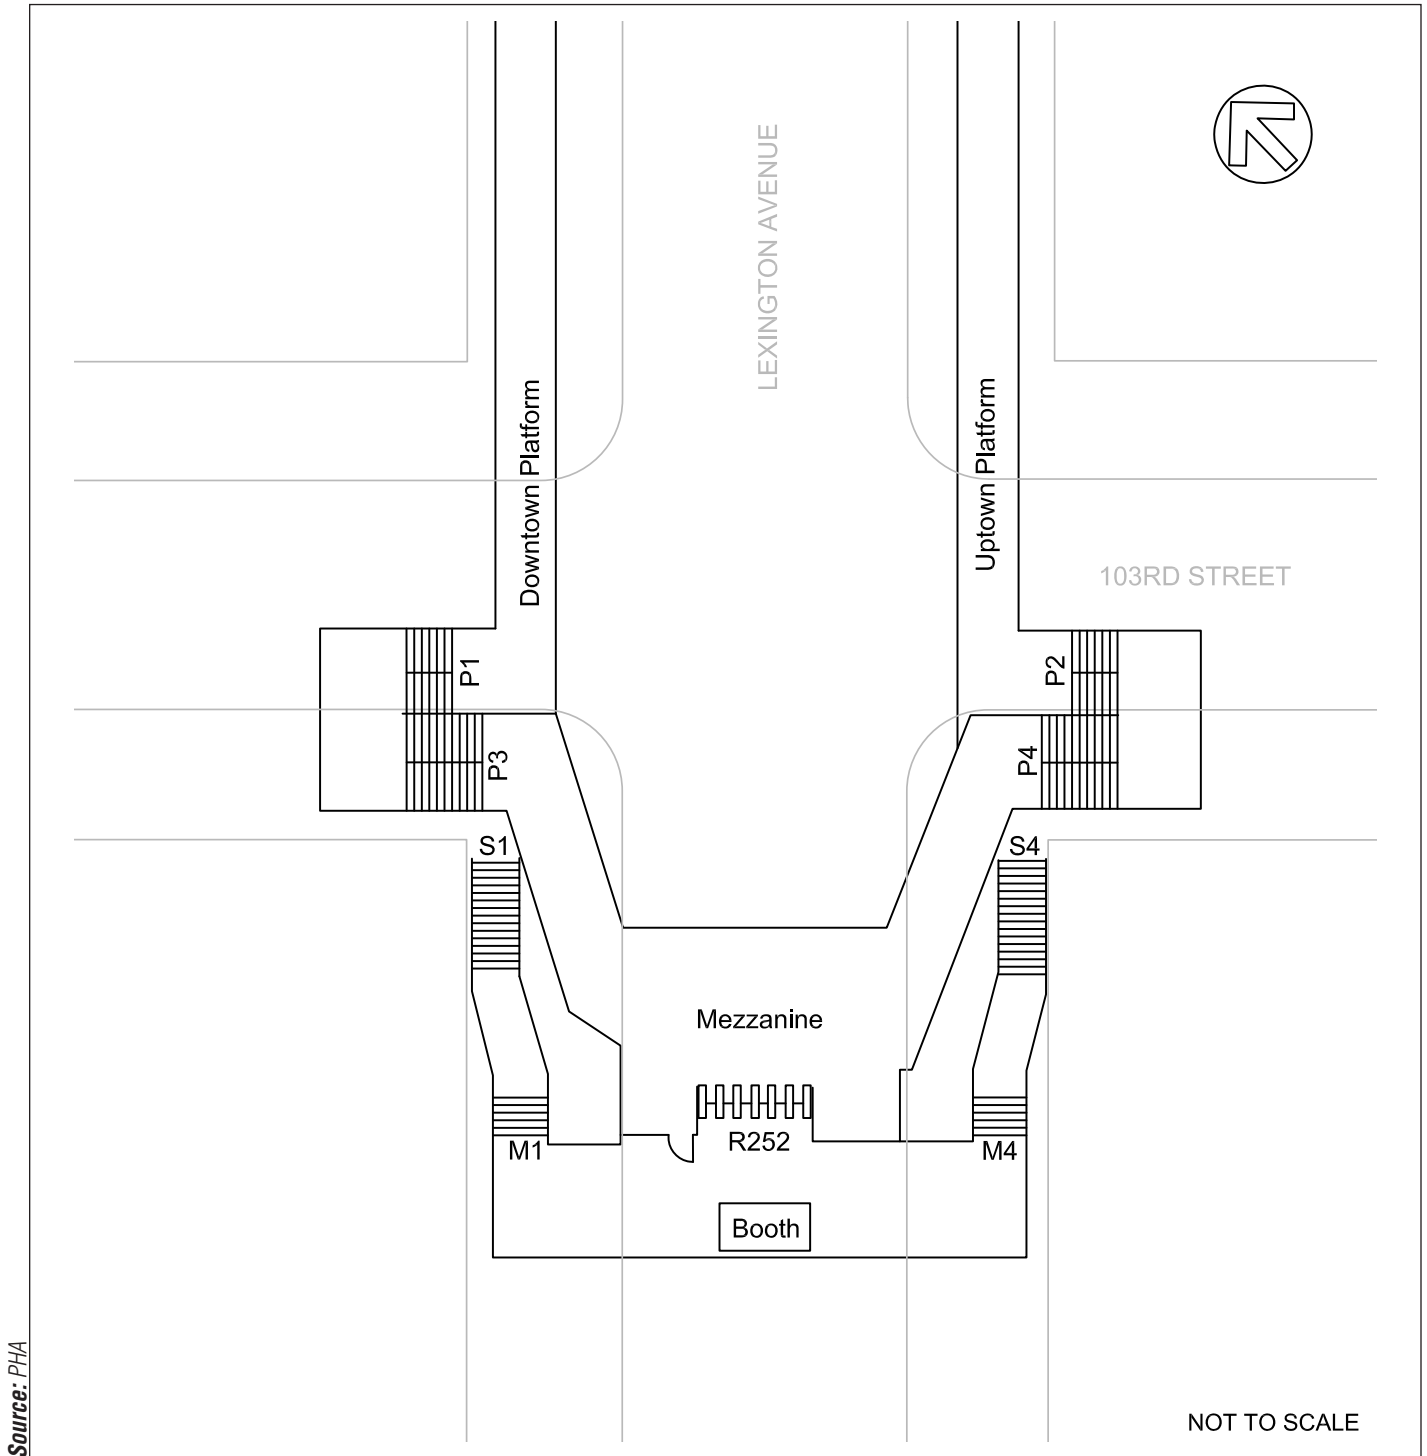 LEXINGTON AVENUE
Downtown Platform
Uptown Platform
103RD STREET
P1
P2
P3
P4
S1
S4
Mezzanine
R252
M1
M4
Booth
NOT TO SCALE
Source: PHA